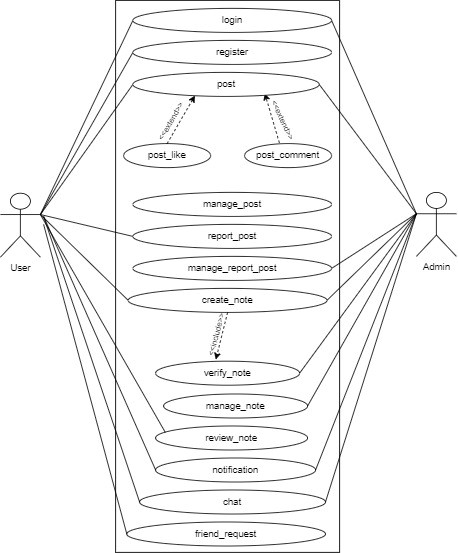 login
register
post
<<extend>>
<<extend>>
post_like
post_comment
manage_post
report_post
manage_report_post
User
Admin
create_note
<<include>>
verify_note
manage_note
review_note
notification
chat
friend_request